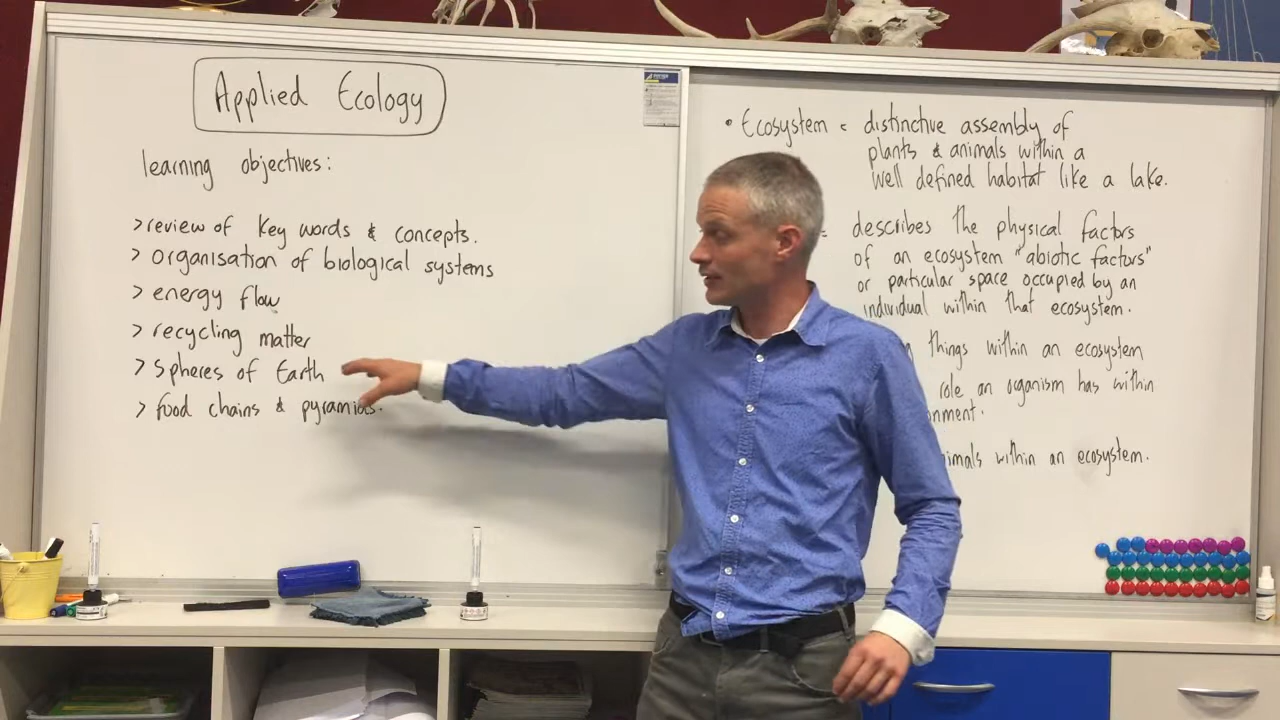 Applied Ecology
learning objectives:
> review of key words & concepts.
> organisation of biological systems
> energy flow
> recycling matter
> spheres of Earth
> food chains & pyramids.
• Ecosystem = distinctive assembly of
plants & animals within a
well defined habitat like a lake.
= describes the physical factors
of an ecosystem "abiotic factors"
or particular space occupied by an
individual within that ecosystem.
things within an ecosystem
role an organism has within
within an ecosystem.